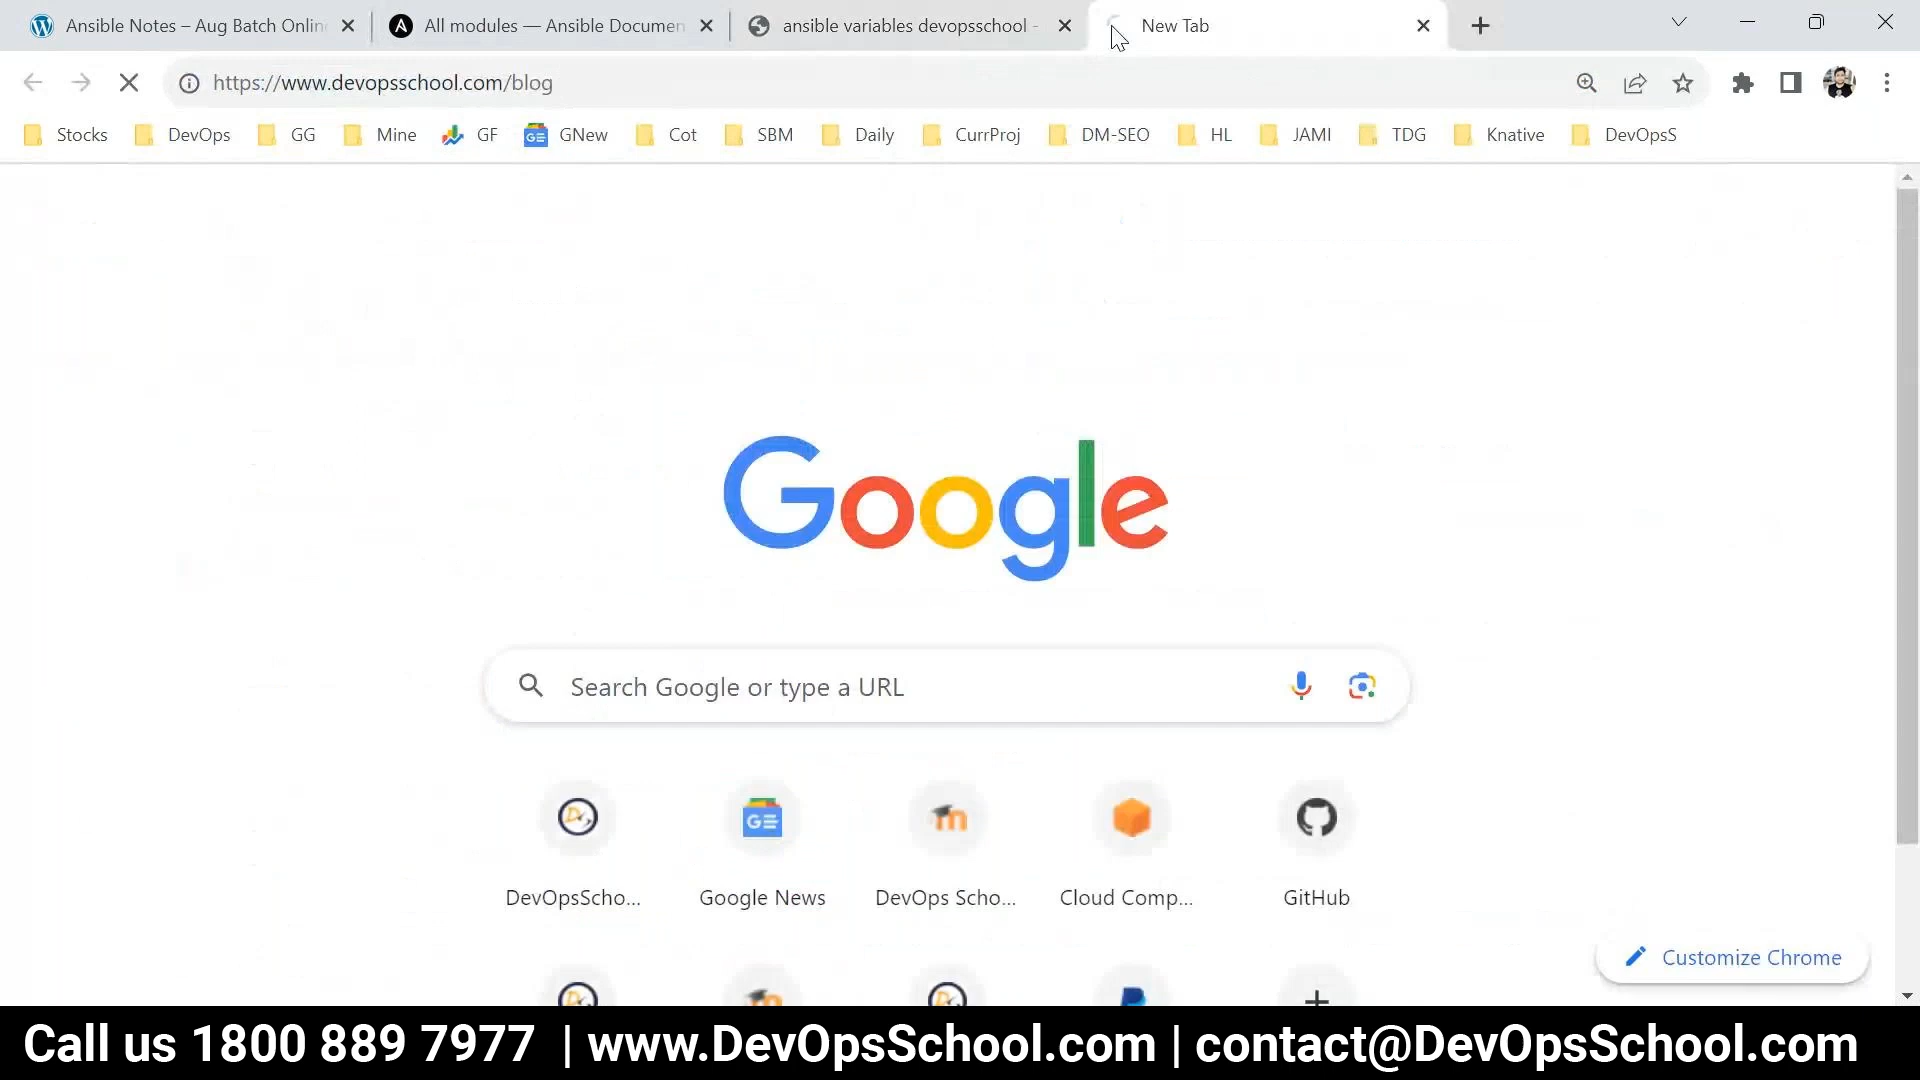 Ansible Notes – Aug Batch Onlin
All modules — Ansible Documen
ansible variables devopsschool -
New Tab
https://www.devopsschool.com/blog
Stocks
DevOps
GG
Mine
GF
GE
GNew
Cot
SBM
Daily
CurrProj
DM-SEO
HL
JAMI
TDG
Knative
DevOpsS
Google
Search Google or type a URL
DevOpsScho...
Google News
DevOps Scho...
Cloud Comp...
GitHub
Customize Chrome
Call us 1800 889 7977 | www.DevOpsSchool.com | contact@DevOpsSchool.com